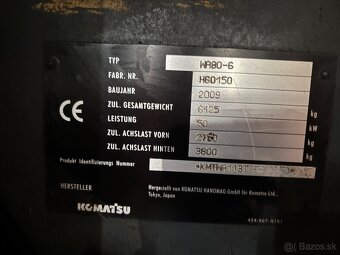 TYP WA80-6
FABR. NR. H60150
BAUJAHR 2009
ZUL. GESAMTGEWICHT 6425 kg
LEISTUNG 50 kW
ZUL. ACHSLAST VORN kg
ZUL. ACHSLAST HINTEN 3800 kg
Produkt Identifizierungs Nummer
CE
HERSTELLER
Hergestellt von KOMATSU HANOMAG GmbH für Komatsu Ltd.,
Tokyo, Japan
KOMATSU
© bazos.sk